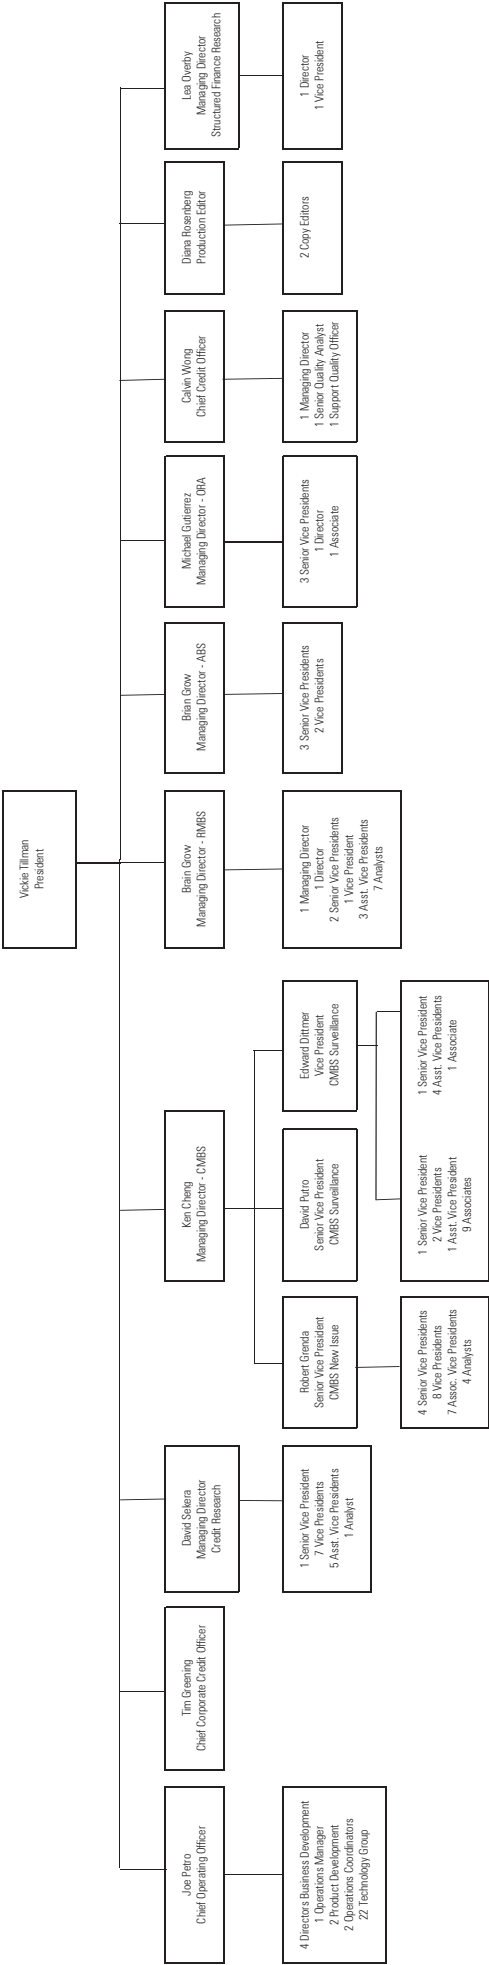 Vickie Tillman
President
Joe Petro
Chief Operating Officer
4 Directors Business Development
1 Operations Manager
2 Product Development
2 Operations Coordinators
22 Technology Group
Tim Greening
Chief Corporate Credit Officer
David Sekera
Managing Director
Credit Research
1 Senior Vice President
7 Vice Presidents
5 Asst. Vice Presidents
1 Analyst
Ken Cheng
Managing Director - CMBS
Robert Grenda
Senior Vice President
CMBS New Issue
4 Senior Vice Presidents
8 Vice Presidents
7 Assoc. Vice Presidents
4 Analysts
David Putro
Senior Vice President
CMBS Surveillance
Edward Dittmer
Vice President
CMBS Surveillance
1 Senior Vice President
2 Vice Presidents
1 Asst. Vice President
9 Associates
1 Senior Vice President
4 Asst. Vice Presidents
1 Associate
Brain Grow
Managing Director - RMBS
1 Managing Director
1 Director
2 Senior Vice Presidents
1 Vice President
3 Asst. Vice Presidents
7 Analysts
Brian Grow
Managing Director - ABS
3 Senior Vice Presidents
2 Vice Presidents
Michael Gutierrez
Managing Director - ORA
3 Senior Vice Presidents
1 Director
1 Associate
Calvin Wong
Chief Credit Officer
1 Managing Director
1 Senior Quality Analyst
1 Support Quality Officer
Diana Rosenberg
Production Editor
2 Copy Editors
Lea Overby
Managing Director
Structured Finance Research
1 Director
1 Vice President